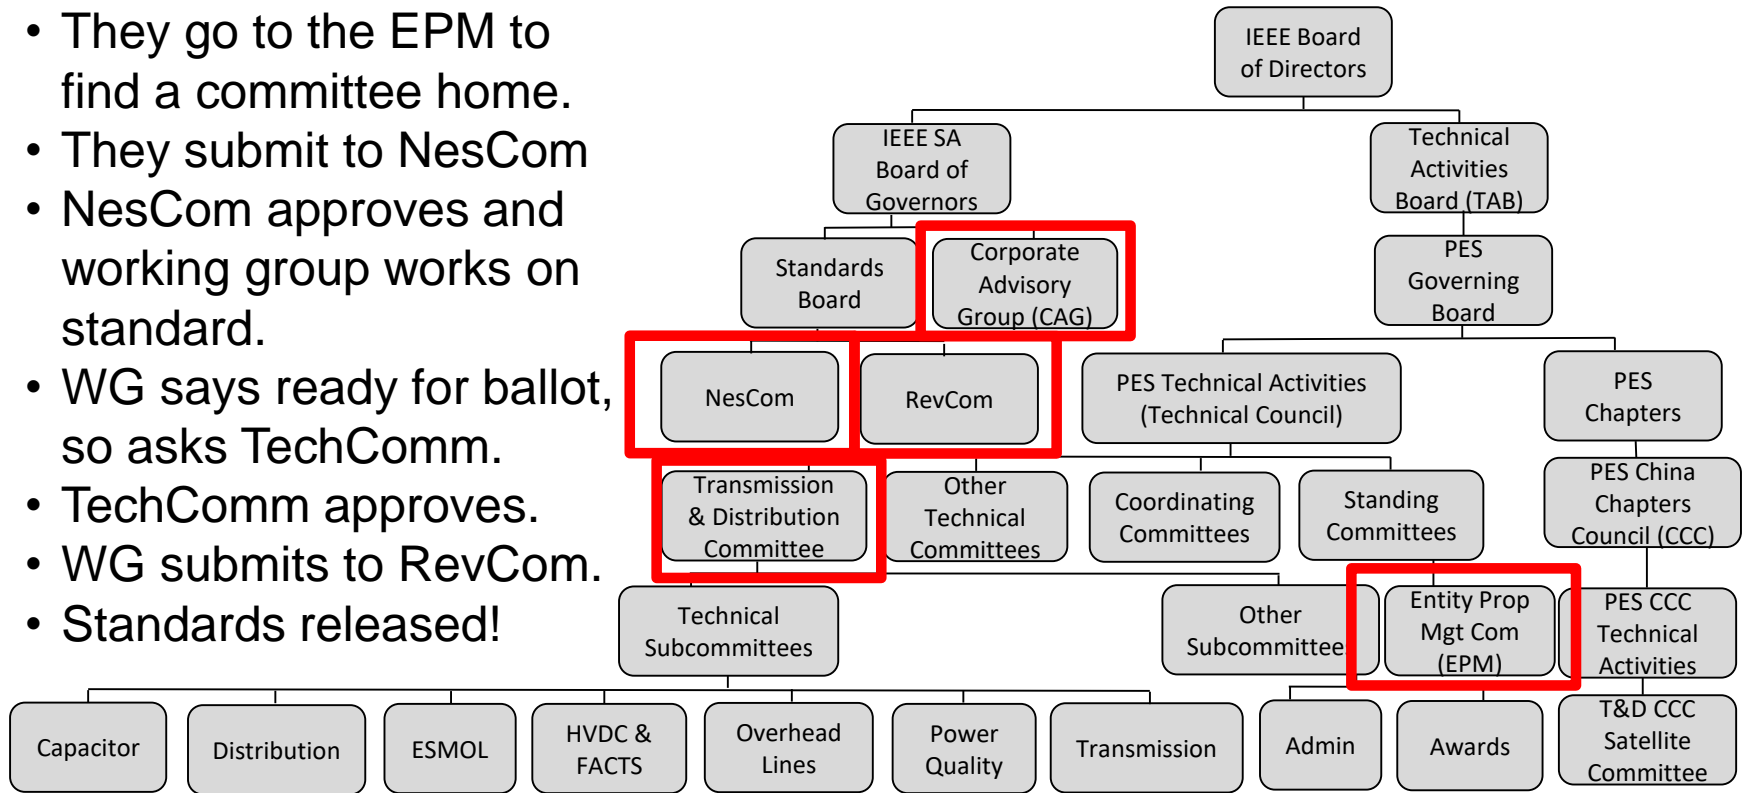 • They go to the EPM to
find a committee home.
• They submit to NesCom
• NesCom approves and
working group works on
standard.
• WG says ready for ballot,
so asks TechComm.
• TechComm approves.
• WG submits to RevCom.
• Standards released!
IEEE Board
of Directors
IEEE SA
Board of
Governors
Technical
Activities
Board (TAB)
Standards
Board
Corporate
Advisory
Group (CAG)
PES
Governing
Board
NesCom
RevCom
PES Technical Activities
(Technical Council)
PES
Chapters
Transmission
& Distribution
Committee
Other
Technical
Committees
Coordinating
Committees
Standing
Committees
PES China
Chapters
Council (CCC)
Technical
Subcommittees
Other
Subcommittees
Entity Prop
Mgt Com
(EPM)
PES CCC
Technical
Activities
Capacitor
Distribution
ESMOL
HVDC &
FACTS
Overhead
Lines
Power
Quality
Transmission
Admin
Awards
T&D CCC
Satellite
Committee